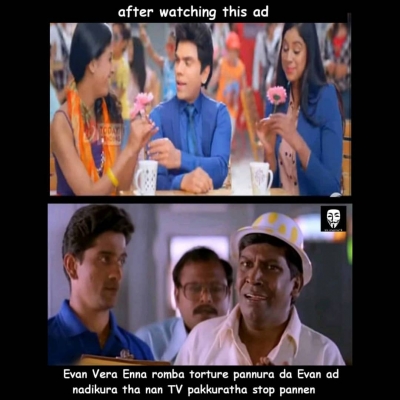 after watching this ad
Evan Vera Enna romba torture pannura da Evan ad
nadikura tha nan TV pakkuratha stop pannen